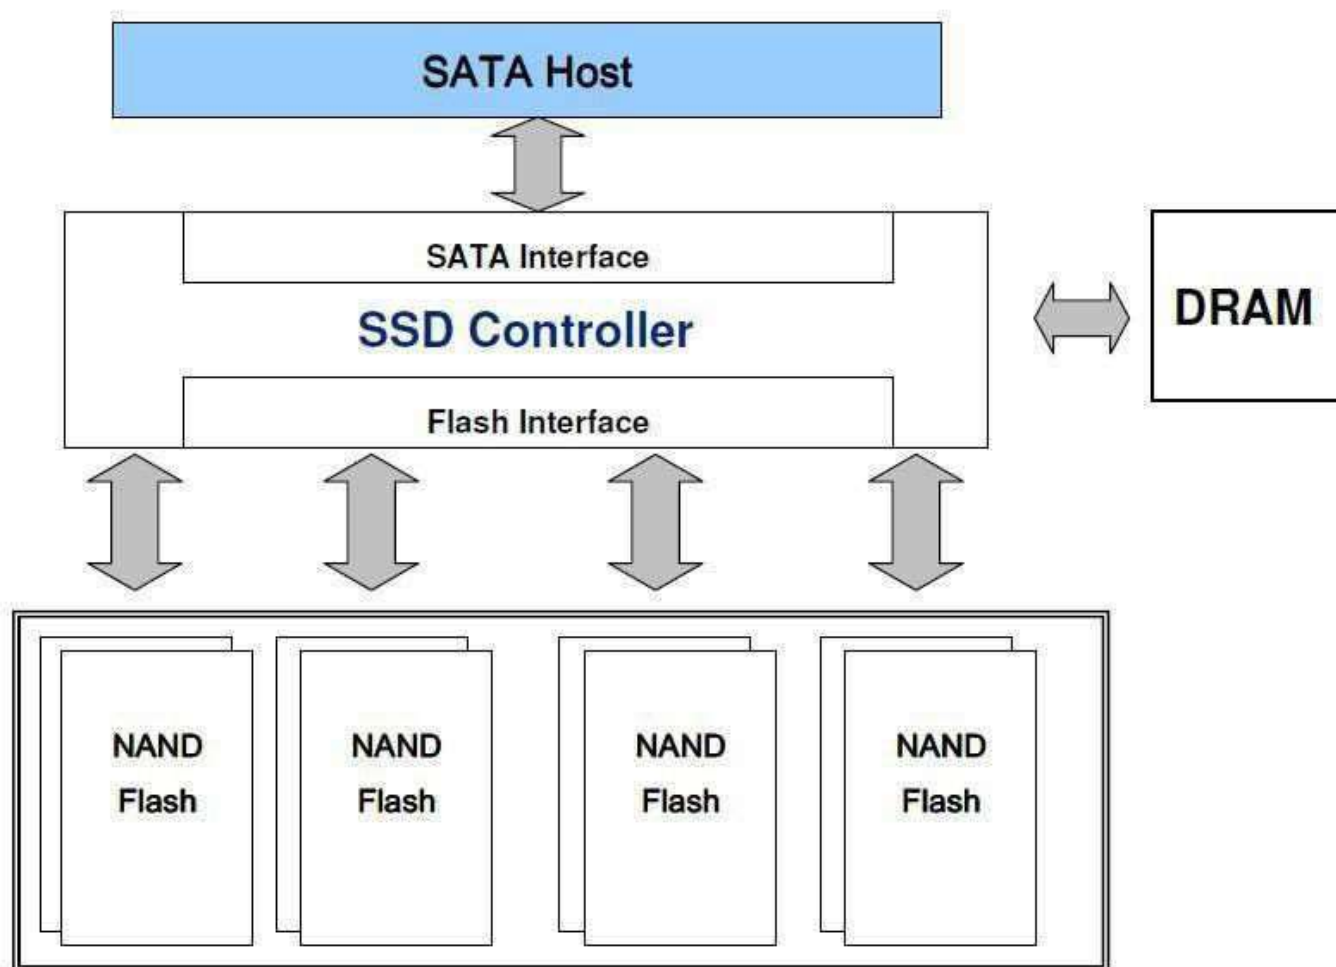 SATA Host
SATA Interface
SSD Controller
DRAM
Flash Interface
NAND
Flash
NAND
Flash
NAND
Flash
NAND
Flash